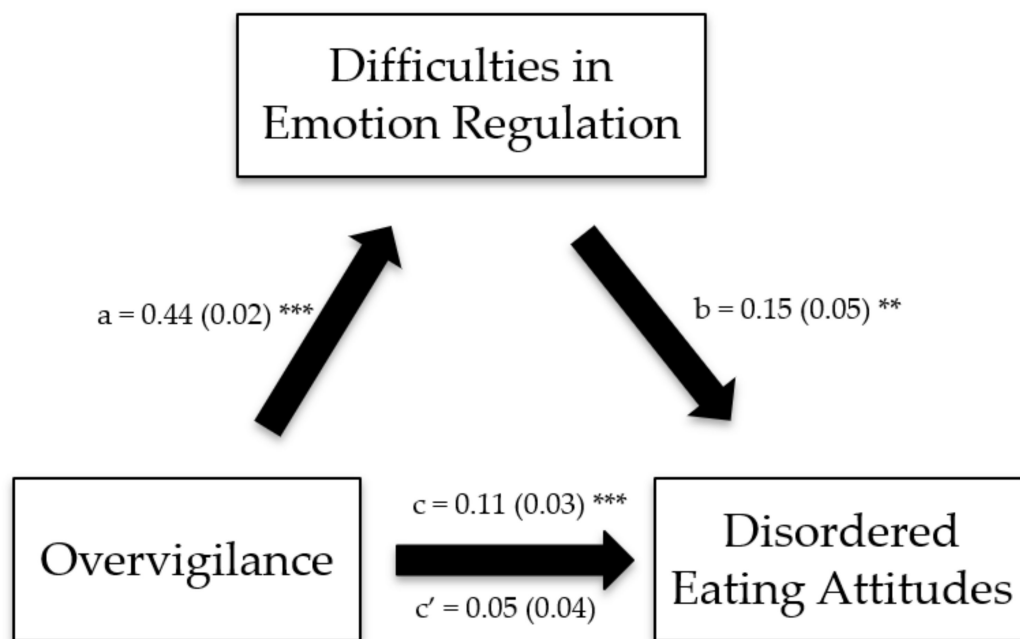 Difficulties in
Emotion Regulation
a = 0.44 (0.02) ***
b = 0.15 (0.05) **
Overvigilance
c = 0.11 (0.03) ***
c′ = 0.05 (0.04)
Disordered
Eating Attitudes